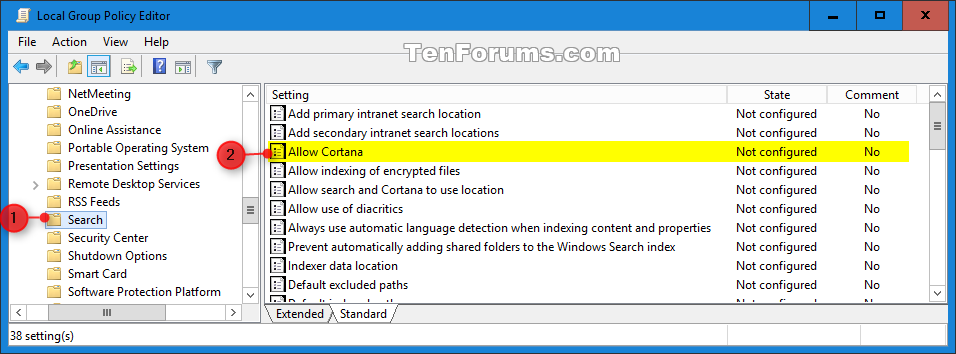 Local Group Policy Editor
File Action View Help
TenForums.com
NetMeeting
OneDrive
Online Assistance
Portable Operating System
Presentation Settings
Remote Desktop Services
RSS Feeds
1 Search
Security Center
Shutdown Options
Smart Card
Software Protection Platform
Setting State Comment
Add primary intranet search location Not configured No
Add secondary intranet search locations Not configured No
2 Allow Cortana Not configured No
Allow indexing of encrypted files Not configured No
Allow search and Cortana to use location Not configured No
Allow use of diacritics Not configured No
Always use automatic language detection when indexing content and properties Not configured No
Prevent automatically adding shared folders to the Windows Search index Not configured No
Indexer data location Not configured No
Default excluded paths Not configured No
Extended Standard
38 setting(s)